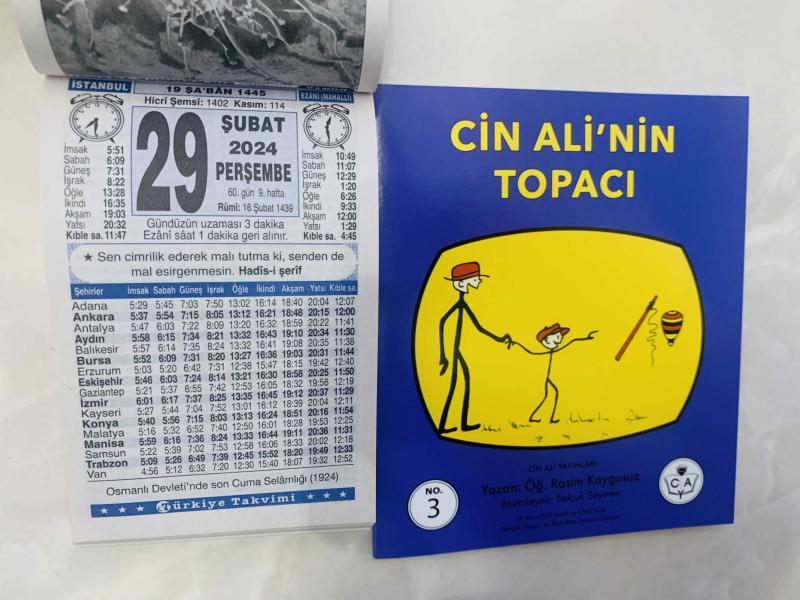 İSTANBUL
19 ŞA'BÂN 1445
EZÂNÎ (MAHALLÎ)
Hicrî Şemsî: 1402 Kasım: 114
29
ŞUBAT
2024
PERŞEMBE
60. gün 9. hafta
Rûmî: 16 Şubat 1439
İmsak 5:51
Sabah 6:09
Güneş 7:31
İşrak 8:22
Öğle 13:28
İkindi 16:35
Akşam 19:03
Yatsı 20:32
Kıble sa. 11:47
İmsak 10:49
Sabah 11:07
Güneş 12:29
İşrak 1:20
Öğle 6:26
İkindi 9:33
Akşam 12:00
Yatsı 1:29
Kıble sa. 4:45
Gündüzün uzaması 3 dakika
Ezânî sâat 1 dakika geri alınır.
★ Sen cimrilik ederek malı tutma ki, senden de
mal esirgenmesin. Hadîs-i şerîf
Şehirler İmsak Sabah Güneş İşrak Öğle İkindi Akşam Yatsı Kıble sa.
Adana 5:29 5:45 7:03 7:50 13:02 16:14 18:40 20:04 12:07
Ankara 5:37 5:54 7:15 8:05 13:12 16:21 18:48 20:15 12:00
Antalya 5:47 6:03 7:22 8:09 13:20 16:32 18:59 20:22 11:41
Aydın 5:58 6:15 7:34 8:21 13:32 16:43 19:10 20:34 11:30
Balıkesir 5:57 6:14 7:35 8:24 13:32 16:41 19:08 20:35 11:38
Bursa 5:52 6:09 7:31 8:20 13:27 16:36 19:03 20:31 11:44
Erzurum 5:03 5:20 6:42 7:31 12:38 15:47 18:15 19:42 12:40
Eskişehir 5:46 6:03 7:24 8:14 13:21 16:30 18:58 20:25 11:50
Gaziantep 5:21 5:37 6:55 7:42 12:53 16:05 18:32 19:56 12:19
İzmir 6:01 6:17 7:37 8:25 13:35 16:45 19:12 20:37 11:29
Kayseri 5:27 5:44 7:04 7:52 13:01 16:12 18:39 20:04 12:11
Konya 5:40 5:56 7:15 8:03 13:13 16:24 18:51 20:16 11:54
Malatya 5:16 5:32 6:52 7:40 12:50 16:01 18:28 19:53 12:25
Manisa 5:59 6:16 7:36 8:24 13:33 16:44 19:11 20:36 11:31
Samsun 5:22 5:39 7:02 7:53 12:58 16:06 18:33 20:02 12:18
Trabzon 5:09 5:26 6:49 7:39 12:45 15:52 18:20 19:49 12:33
Van 4:56 5:12 6:32 7:20 12:30 15:40 18:07 19:32 12:52
Osmanlı Devleti'nde son Cuma Selâmlığı (1924)
Türkiye Takvimi
CİN ALİ'NİN
TOPACI
CİN ALİ YAYINLARI
Yazan: Öğ. Rasim Kaygusuz
Resimleyen: Selçuk Seymen
NO.
3
C A
Y